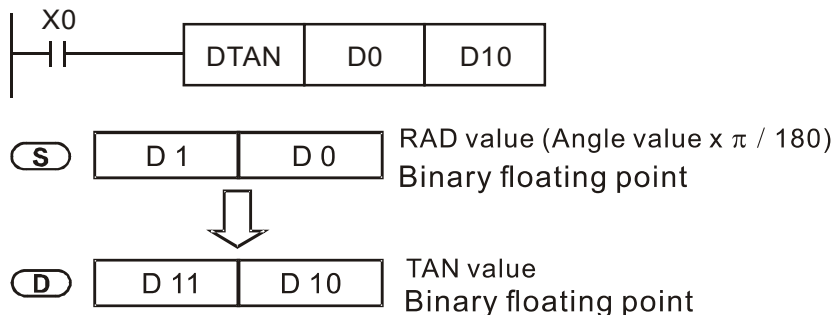 X0
DTAN D0 D10
S D 1 D 0 RAD value (Angle value x π / 180)
Binary floating point
D D 11 D 10 TAN value
Binary floating point